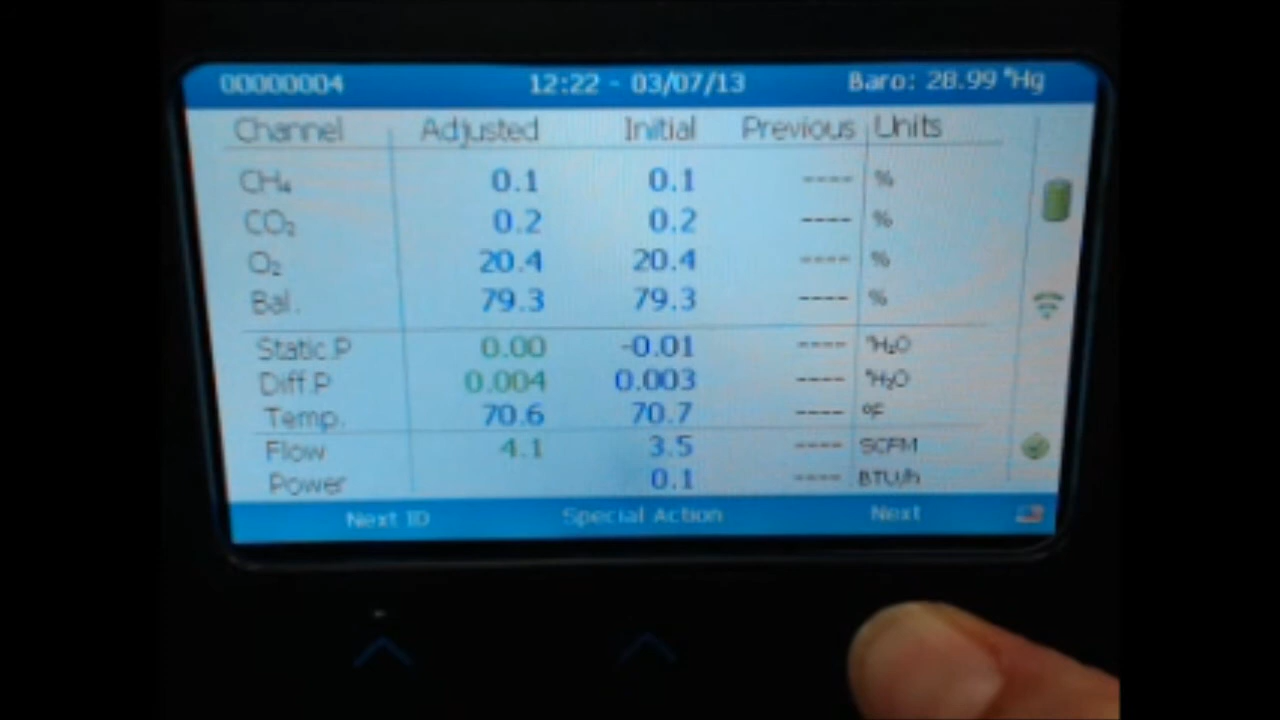 00000004 12:22 - 03/07/13 Baro: 28.99 "Hg
Channel Adjusted Initial Previous Units
CH₄ 0.1 0.1 ---- %
CO₂ 0.2 0.2 ---- %
O₂ 20.4 20.4 ---- %
Bal. 79.3 79.3 ---- %
Static.P 0.00 -0.01 ---- "H₂O
Diff.P 0.004 0.003 ---- "H₂O
Temp. 70.6 70.7 ---- °F
Flow 4.1 3.5 ---- SCFM
Power 0.1 ---- BTU/h
Next ID Special Action Next